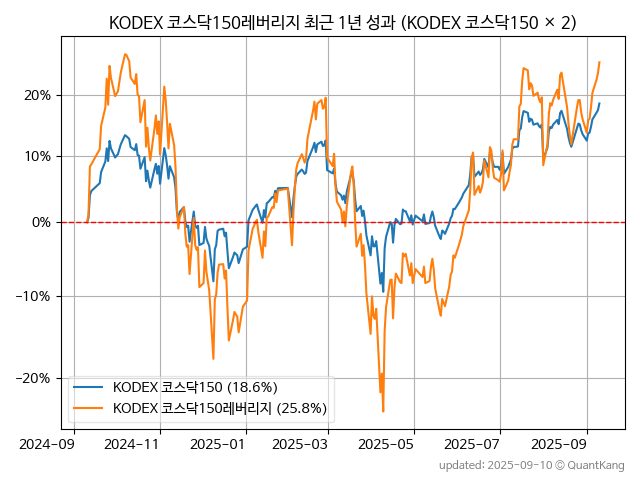 KODEX 코스닥150레버리지 최근 1년 성과 (KODEX 코스닥150 × 2)
20%
10%
0%
−10%
−20%
KODEX 코스닥150 (18.6%)
KODEX 코스닥150레버리지 (25.8%)
2024-09 2024-11 2025-01 2025-03 2025-05 2025-07 2025-09
updated: 2025-09-10 ⓒ QuantKang